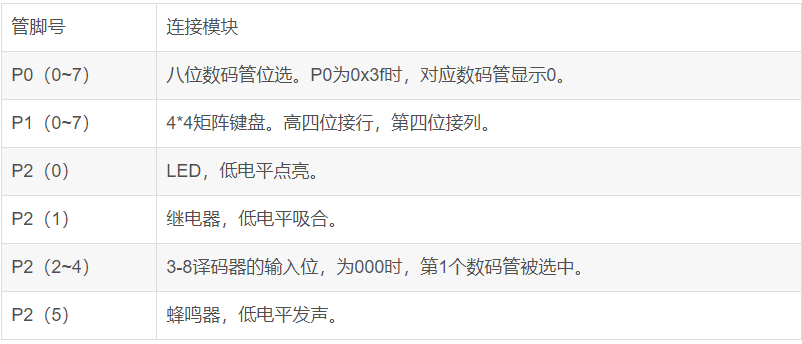 管脚号 连接模块
P0（0~7） 八位数码管位选。P0为0x3f时，对应数码管显示0。
P1（0~7） 4*4矩阵键盘。高四位接行，第四位接列。
P2（0） LED，低电平点亮。
P2（1） 继电器，低电平吸合。
P2（2~4） 3-8译码器的输入位，为000时，第1个数码管被选中。
P2（5） 蜂鸣器，低电平发声。